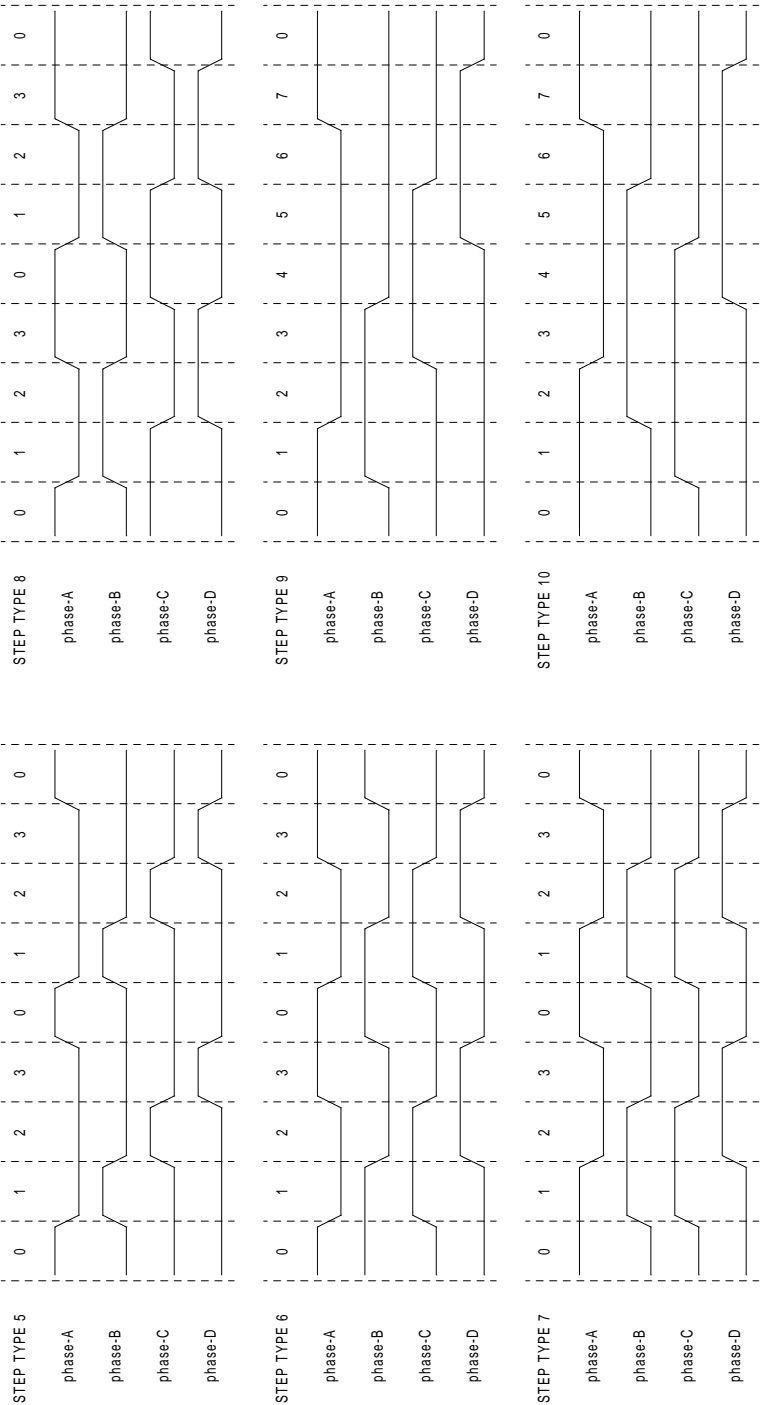 STEP TYPE 5
0 1 2 3 0 1 2 3 0
phase-A
phase-B
phase-C
phase-D
STEP TYPE 6
0 1 2 3 0 1 2 3 0
phase-A
phase-B
phase-C
phase-D
STEP TYPE 7
0 1 2 3 0 1 2 3 0
phase-A
phase-B
phase-C
phase-D
STEP TYPE 8
0 1 2 3 0 1 2 3 0
phase-A
phase-B
phase-C
phase-D
STEP TYPE 9
0 1 2 3 4 5 6 7 0
phase-A
phase-B
phase-C
phase-D
STEP TYPE 10
0 1 2 3 4 5 6 7 0
phase-A
phase-B
phase-C
phase-D